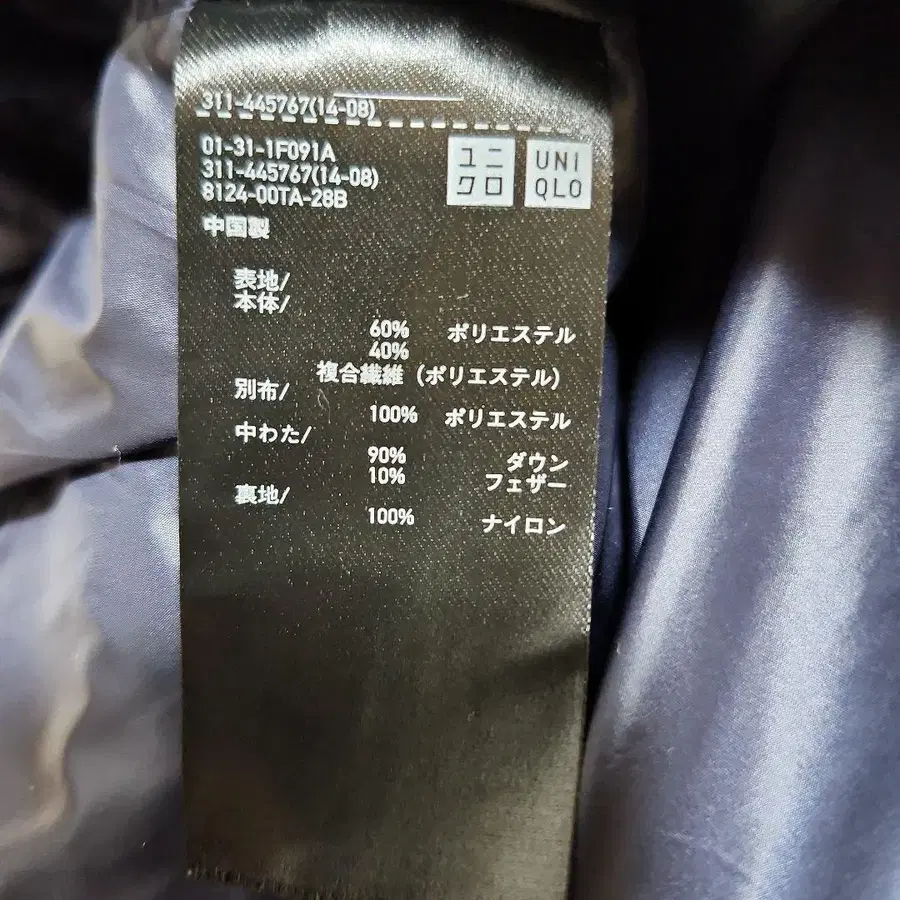 311-445767(14-08)
01-31-1F091A
311-445767(14-08)
8124-00TA-28B
ユニ
クロ
UNI
QLO
中国製
表地/
本体/
60% ポリエステル
40%
複合繊維 (ポリエステル)
別布/
100% ポリエステル
中わた/
90% ダウン
10% フェザー
裏地/
100% ナイロン